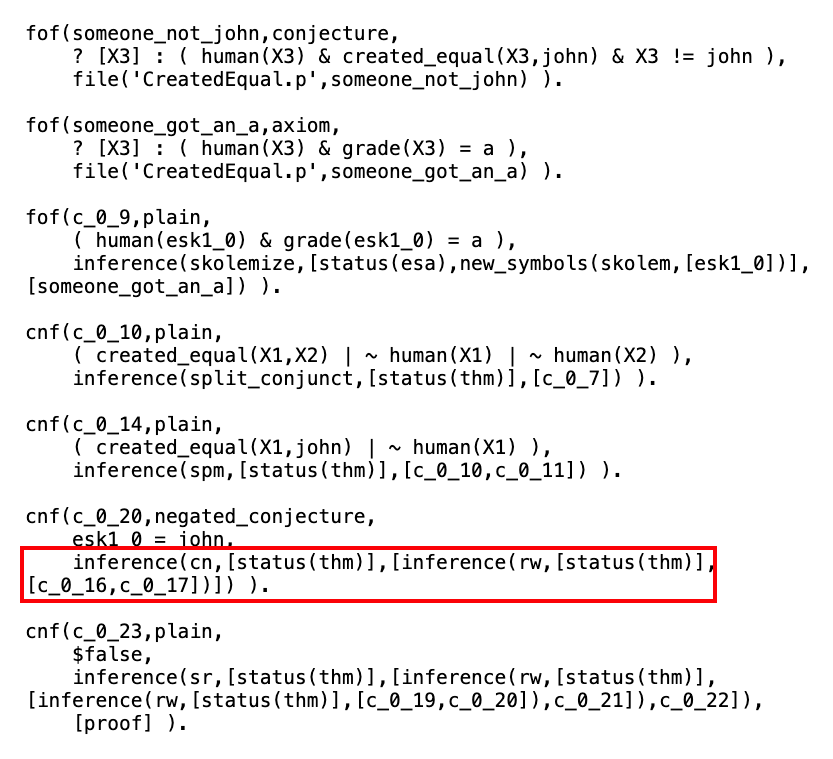 fof(someone_not_john,conjecture,
? [X3] : ( human(X3) & created_equal(X3,john) & X3 != john ),
file('CreatedEqual.p',someone_not_john) ).
fof(someone_got_an_a,axiom,
? [X3] : ( human(X3) & grade(X3) = a ),
file('CreatedEqual.p',someone_got_an_a) ).
fof(c_0_9,plain,
( human(esk1_0) & grade(esk1_0) = a ),
inference(skolemize,[status(esa),new_symbols(skolem,[esk1_0])],
[someone_got_an_a]) ).
cnf(c_0_10,plain,
( created_equal(X1,X2) | ~ human(X1) | ~ human(X2) ),
inference(split_conjunct,[status(thm)],[c_0_7]) ).
cnf(c_0_14,plain,
( created_equal(X1,john) | ~ human(X1) ),
inference(spm,[status(thm)],[c_0_10,c_0_11]) ).
cnf(c_0_20,negated_conjecture,
esk1_0 = john,
inference(cn,[status(thm)],[inference(rw,[status(thm)],
[c_0_16,c_0_17])]) ).
cnf(c_0_23,plain,
$false,
inference(sr,[status(thm)],[inference(rw,[status(thm)],
[inference(rw,[status(thm)],[c_0_19,c_0_20]),c_0_21]),c_0_22]),
[proof] ).